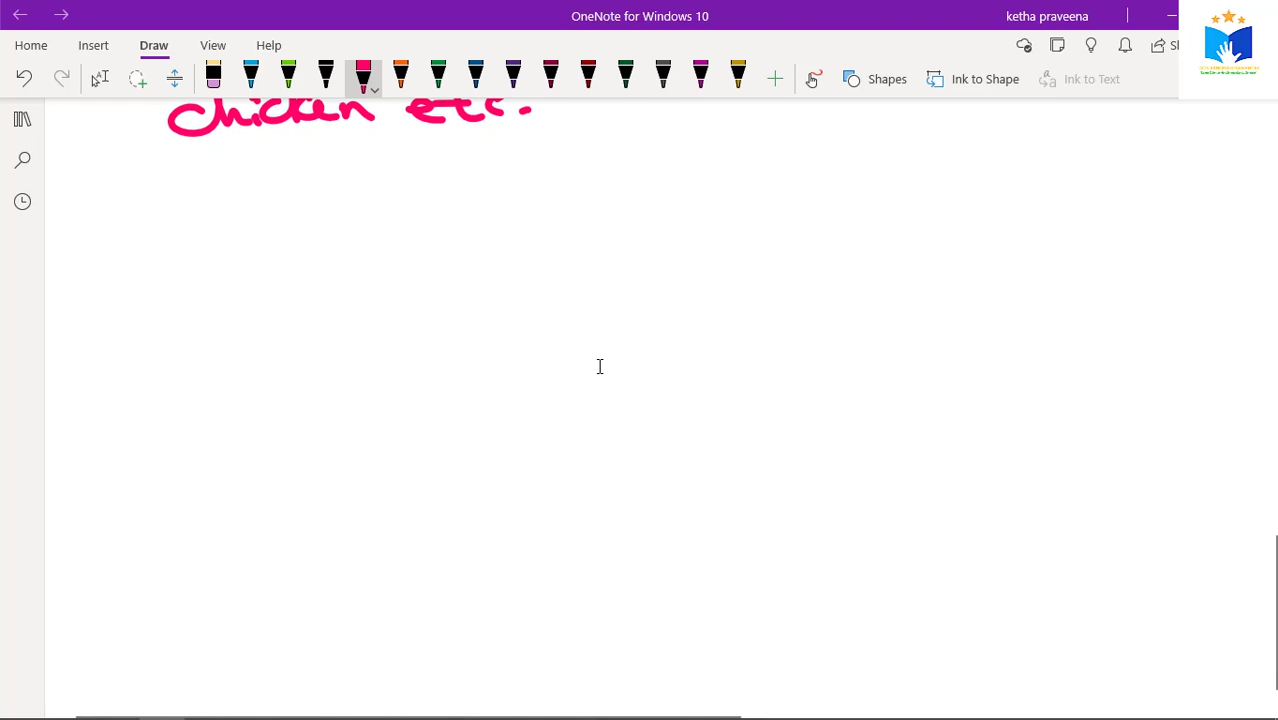 OneNote for Windows 10
ketha praveena
Home
Insert
Draw
View
Help
Sh
Shapes
Ink to Shape
Ink to Text
chicken etc.